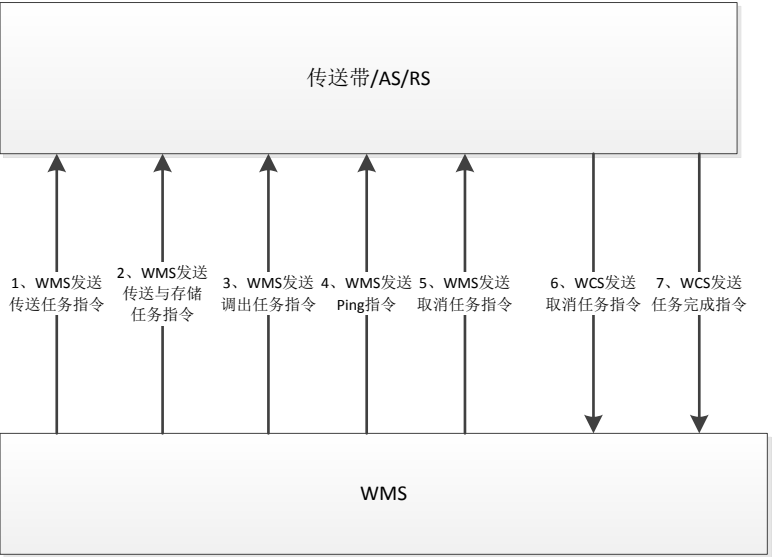 传送带/AS/RS
1、WMS发送
传送任务指令
2、WMS发送
传送与存储
任务指令
3、WMS发送
调出任务指令
4、WMS发送
Ping指令
5、WMS发送
取消任务指令
6、WCS发送
取消任务指令
7、WCS发送
任务完成指令
WMS